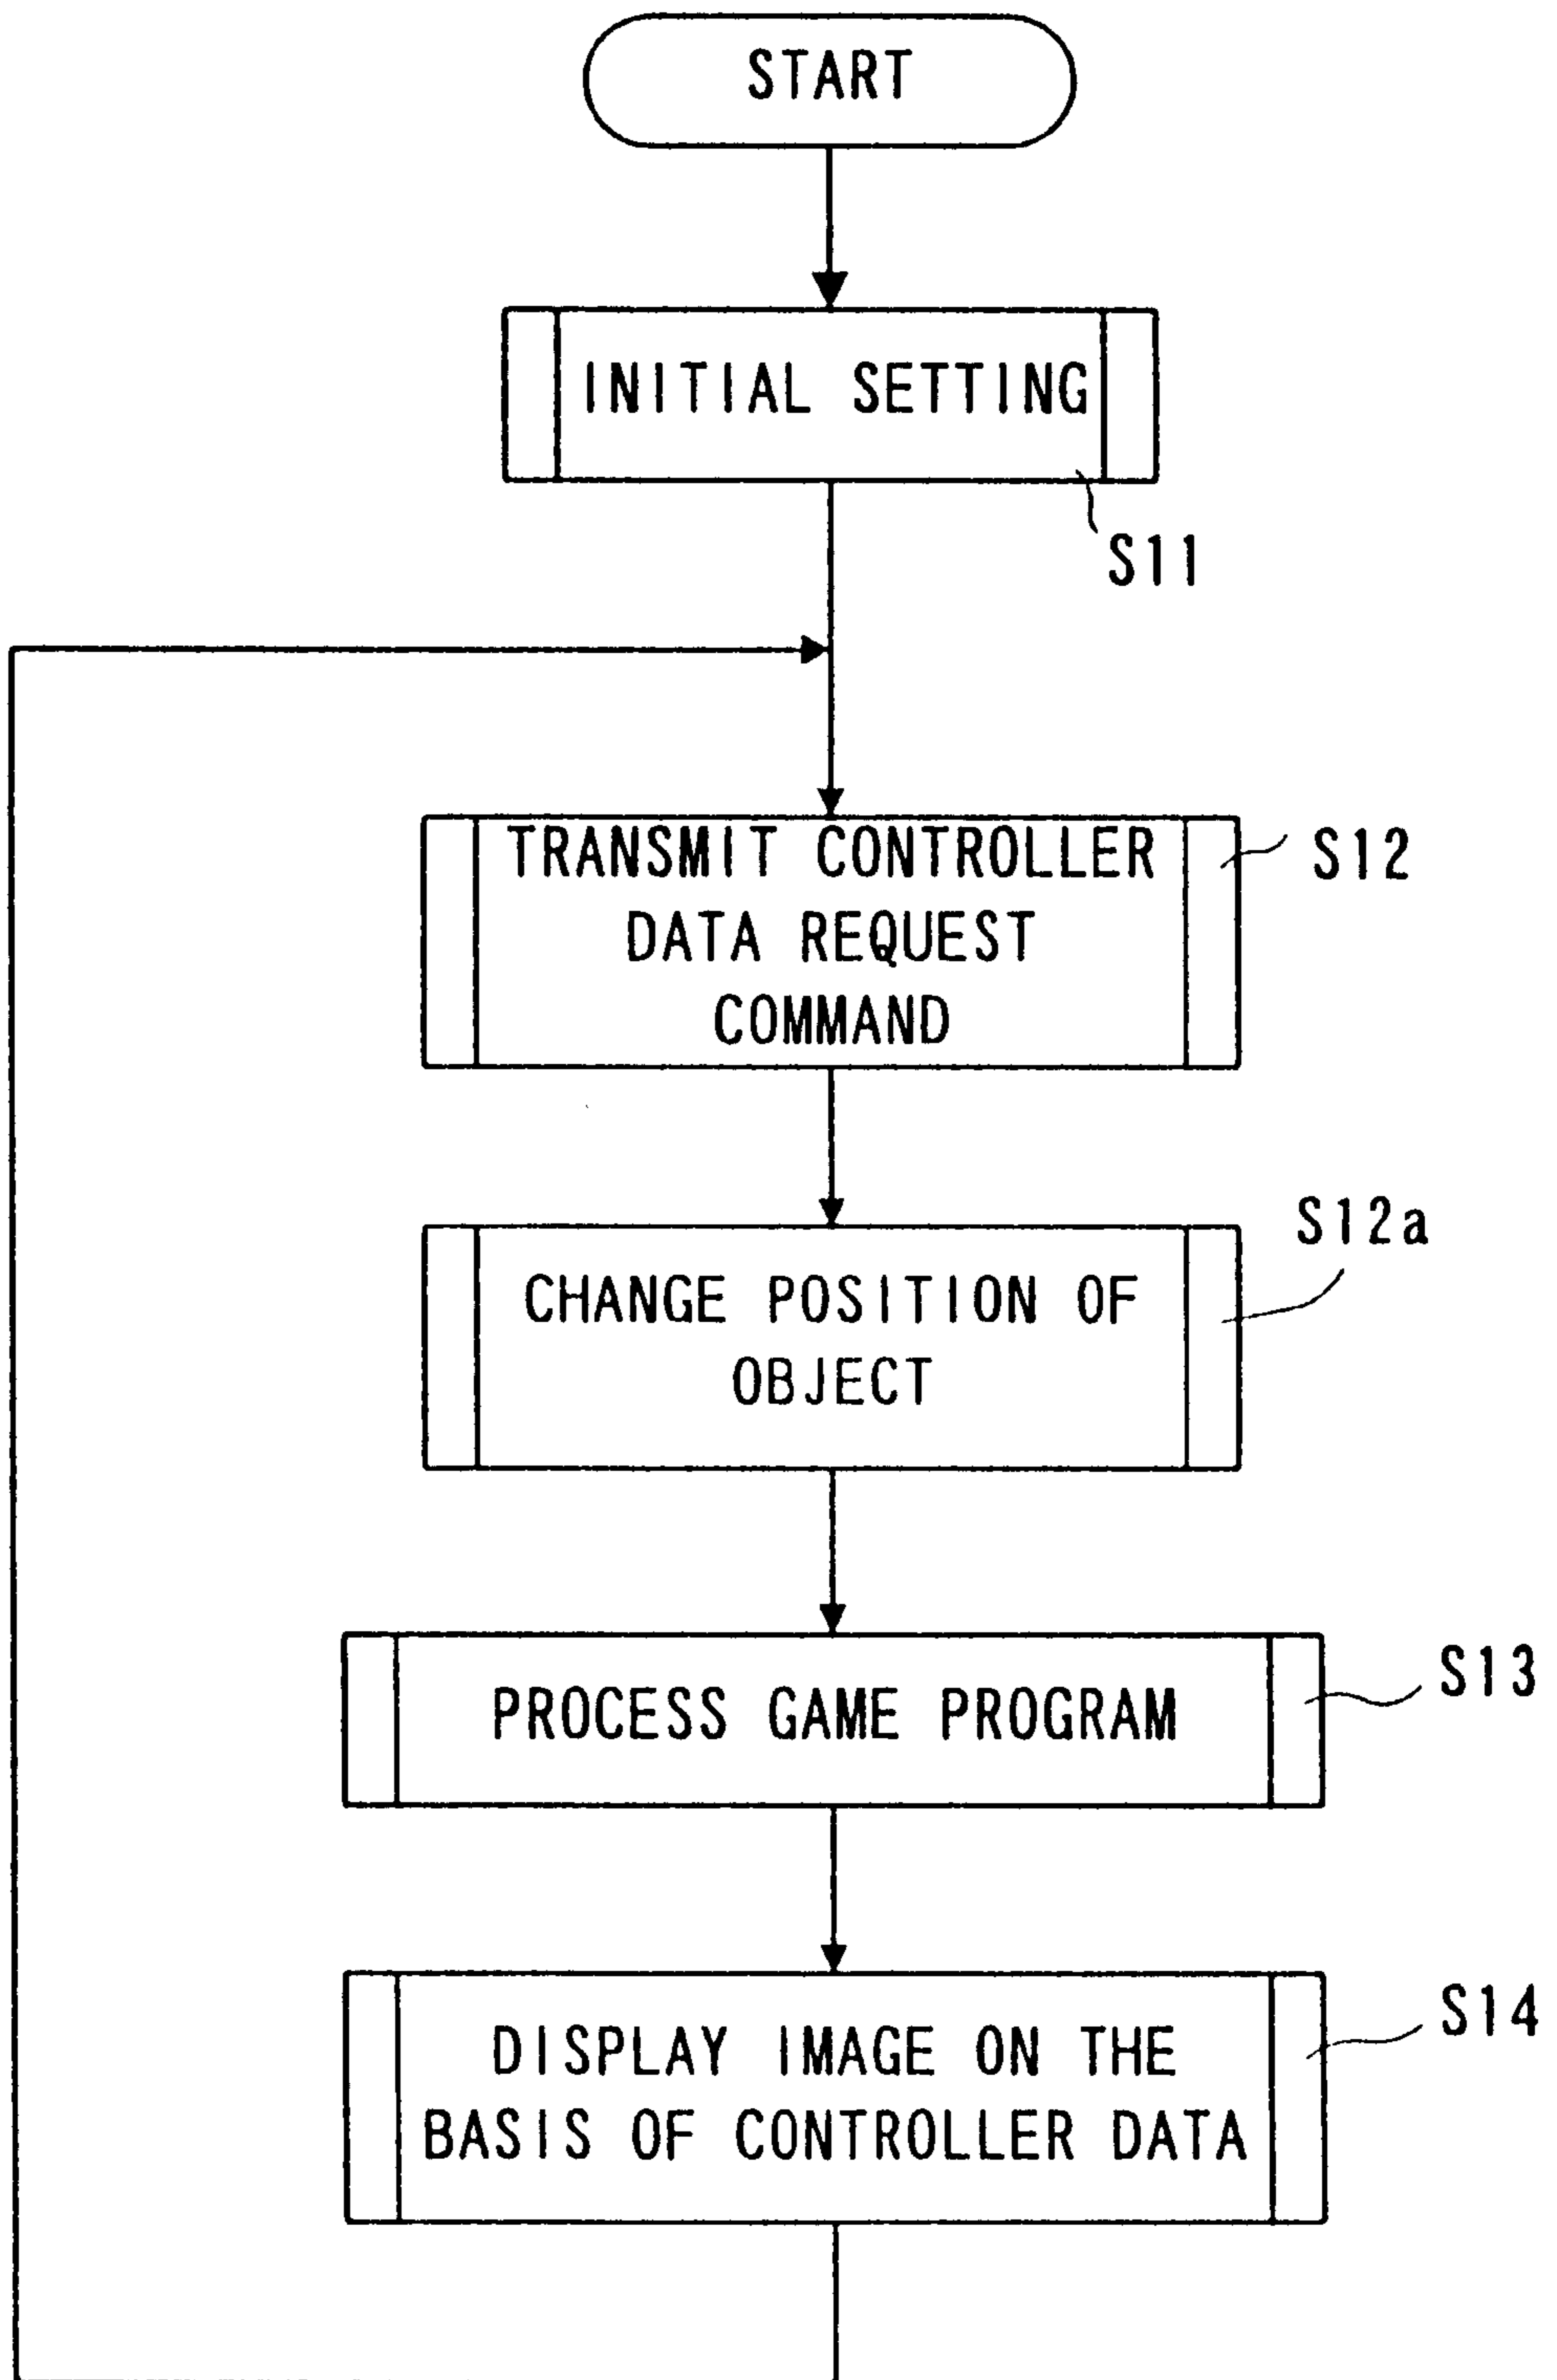 START
INITIAL SETTING
S11
TRANSMIT CONTROLLER
DATA REQUEST
COMMAND
S12
S12a
CHANGE POSITION OF
OBJECT
PROCESS GAME PROGRAM
S13
DISPLAY IMAGE ON THE
BASIS OF CONTROLLER DATA
S14